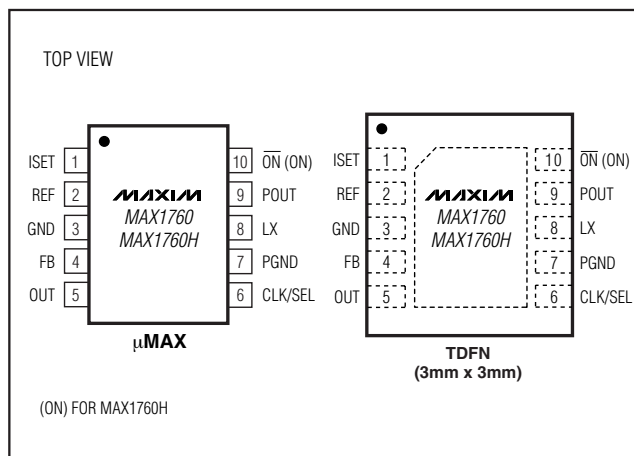 TOP VIEW
ISET 1
REF 2
GND 3
FB 4
OUT 5
10 ON (ON)
9 POUT
8 LX
7 PGND
6 CLK/SEL
MAXIM
MAX1760
MAX1760H
µMAX
ISET 1
REF 2
GND 3
FB 4
OUT 5
10 ON (ON)
9 POUT
8 LX
7 PGND
6 CLK/SEL
MAXIM
MAX1760
MAX1760H
TDFN
(3mm x 3mm)
(ON) FOR MAX1760H